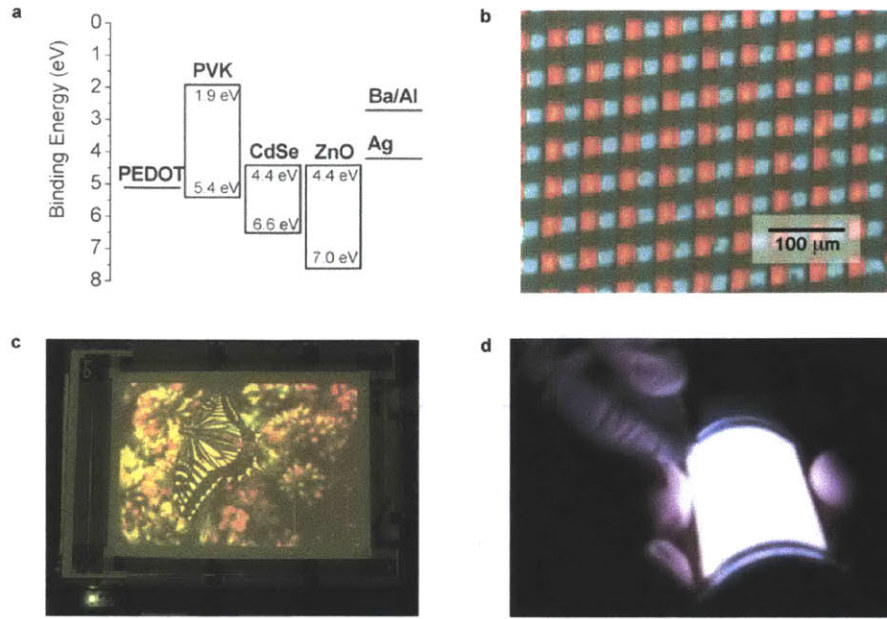 a
0
1
2
3
4
5
6
7
8
Binding Energy (eV)
PVK
1.9 eV
5.4 eV
PEDOT
CdSe
4.4 eV
6.6 eV
ZnO
4.4 eV
7.0 eV
Ba/Al
Ag
b
100 μm
c
d